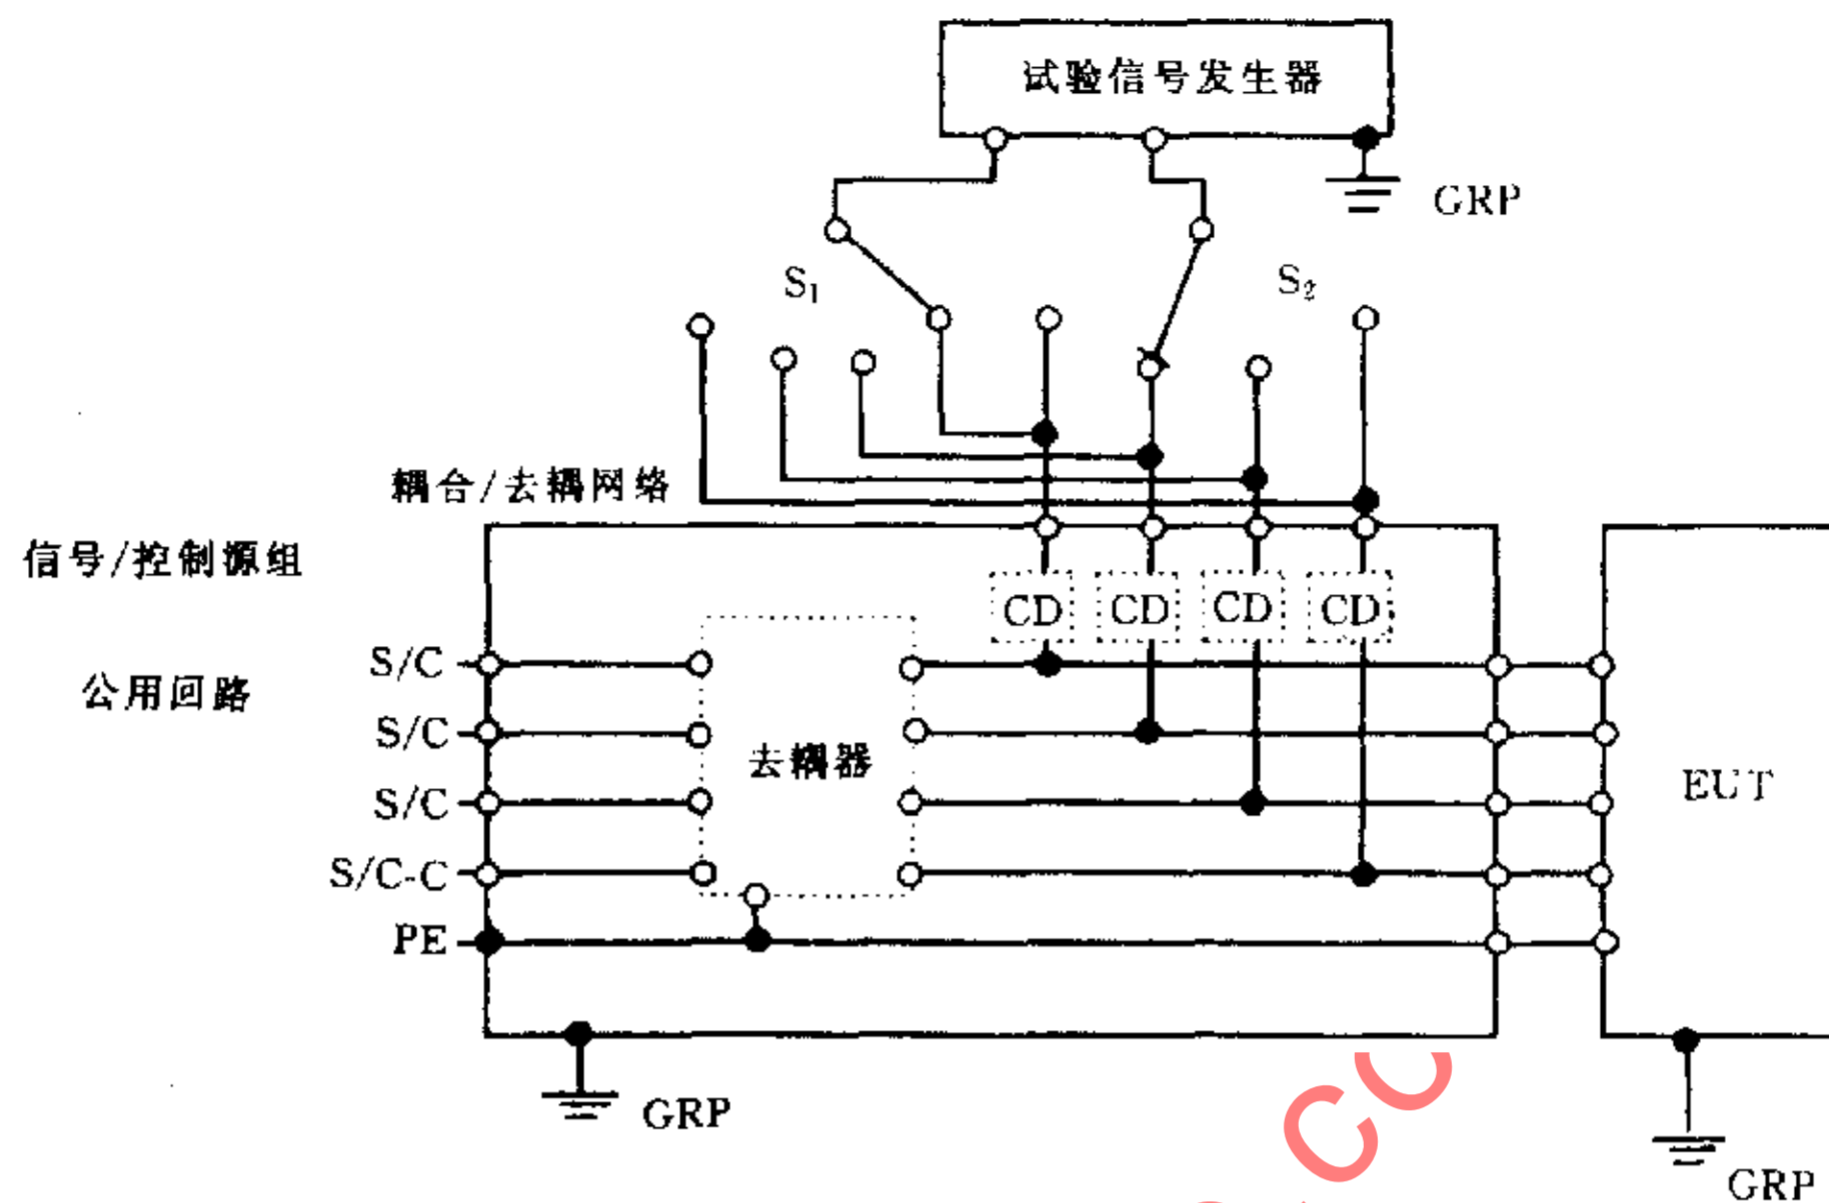 试验信号发生器
GRP
S₁
S₂
耦合/去耦网络
信号/控制源组
CD CD CD CD
S/C
公用回路
S/C
去耦器
S/C
EUT
S/C-C
PE
GRP
GRP
CC